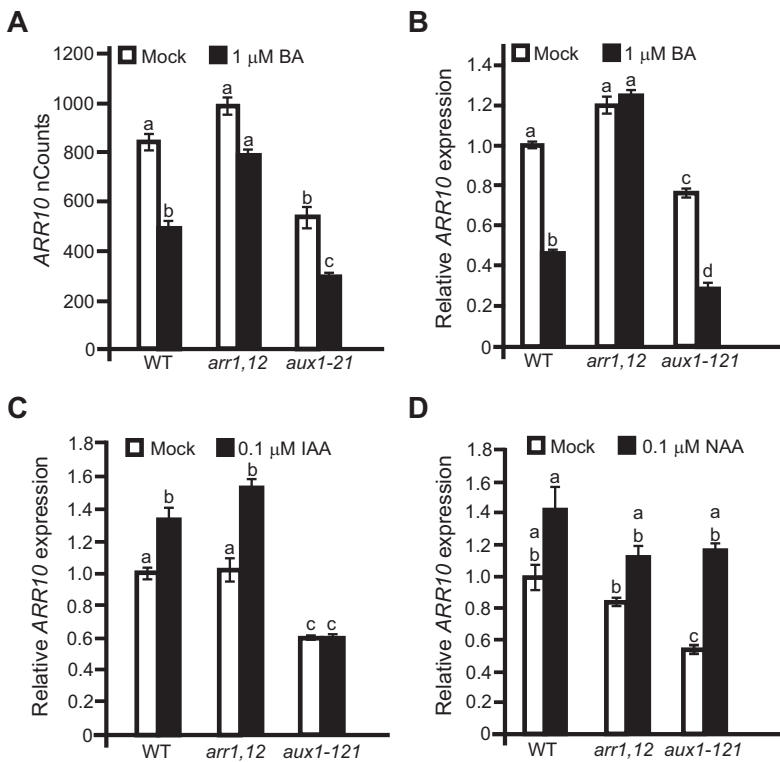 A
ARR10 nCounts
Mock 1 μM BA
1200
1000
800
600
400
200
0
a
b
a
a
b
c
WT arr1,12 aux1-21
B
Relative ARR10 expression
Mock 1 μM BA
1.4
1.2
1.0
0.8
0.6
0.4
0.2
0
a
b
a a
c
d
WT arr1,12 aux1-121
C
Relative ARR10 expression
Mock 0.1 μM IAA
1.8
1.6
1.4
1.2
1.0
0.8
0.6
0.4
0.2
0
a
b
a
b
c c
WT arr1,12 aux1-121
D
Relative ARR10 expression
Mock 0.1 μM NAA
1.8
1.6
1.4
1.2
1.0
0.8
0.6
0.4
0.2
0
a
b
a
b
a
b
c
a
b
WT arr1,12 aux1-121